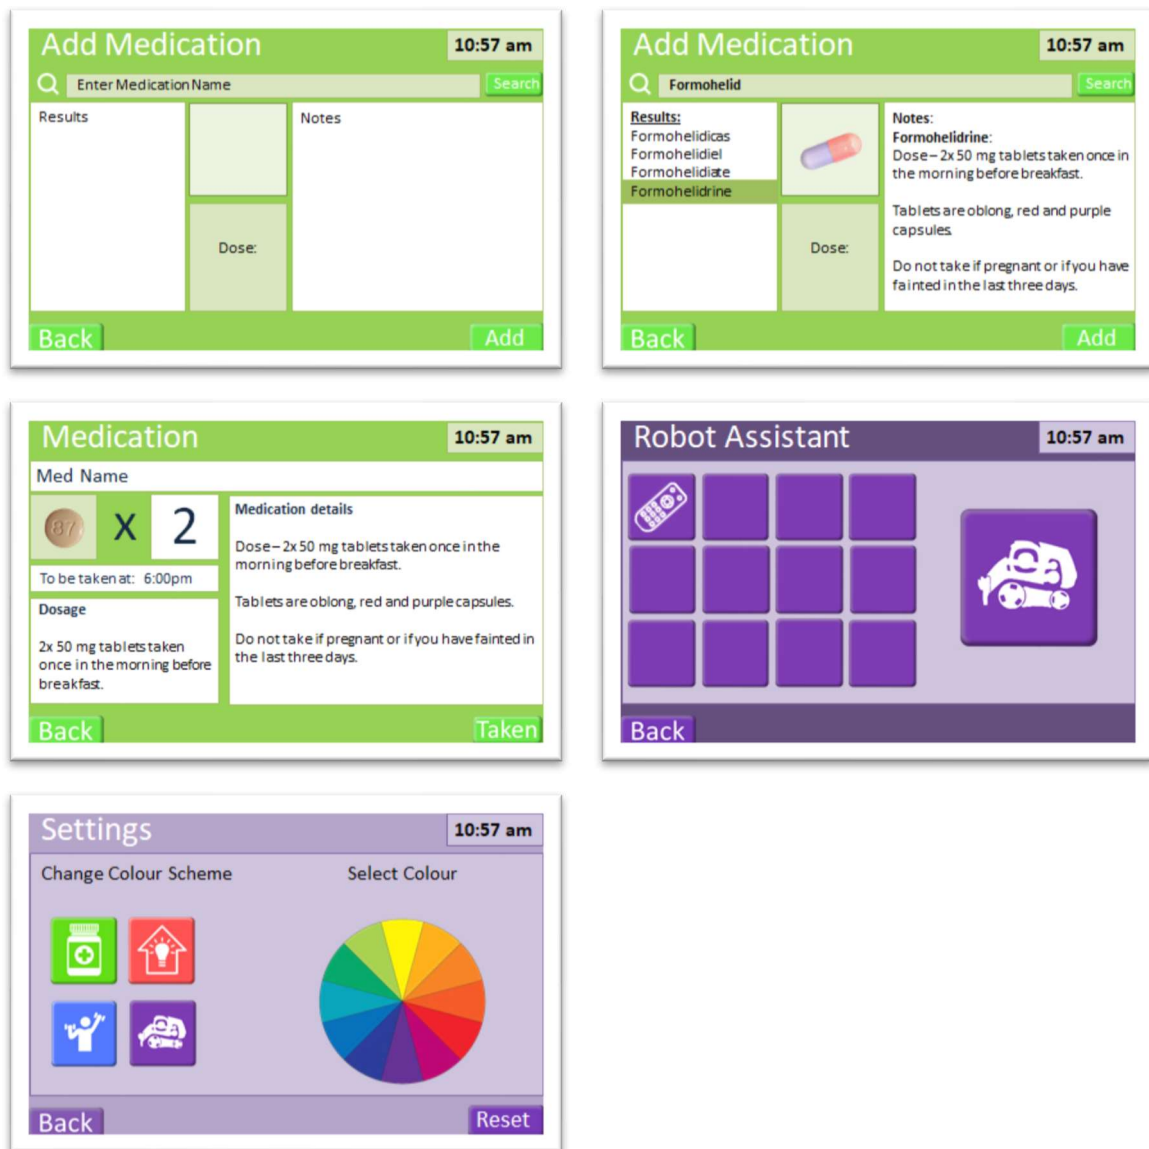 Add Medication
10:57 am
Enter Medication Name
Search
Results
Dose:
Notes
Back
Add
Add Medication
10:57 am
Formohelid
Search
Results:
Formohelidicas
Formohelidiel
Formohelidiate
Formohelidrine
Dose:
Notes:
Formohelidrine:
Dose – 2x 50 mg tablets taken once in
the morning before breakfast.
Tablets are oblong, red and purple
capsules.
Do not take if pregnant or if you have
fainted in the last three days.
Back
Add
Medication
10:57 am
Med Name
87
X
2
To be taken at: 6:00pm
Dosage
2x 50 mg tablets taken
once in the morning before
breakfast.
Medication details
Dose – 2x 50 mg tablets taken once in the
morning before breakfast.
Tablets are oblong, red and purple capsules.
Do not take if pregnant or if you have fainted in
the last three days.
Back
Taken
Robot Assistant
10:57 am
Back
Settings
10:57 am
Change Colour Scheme
Select Colour
Back
Reset